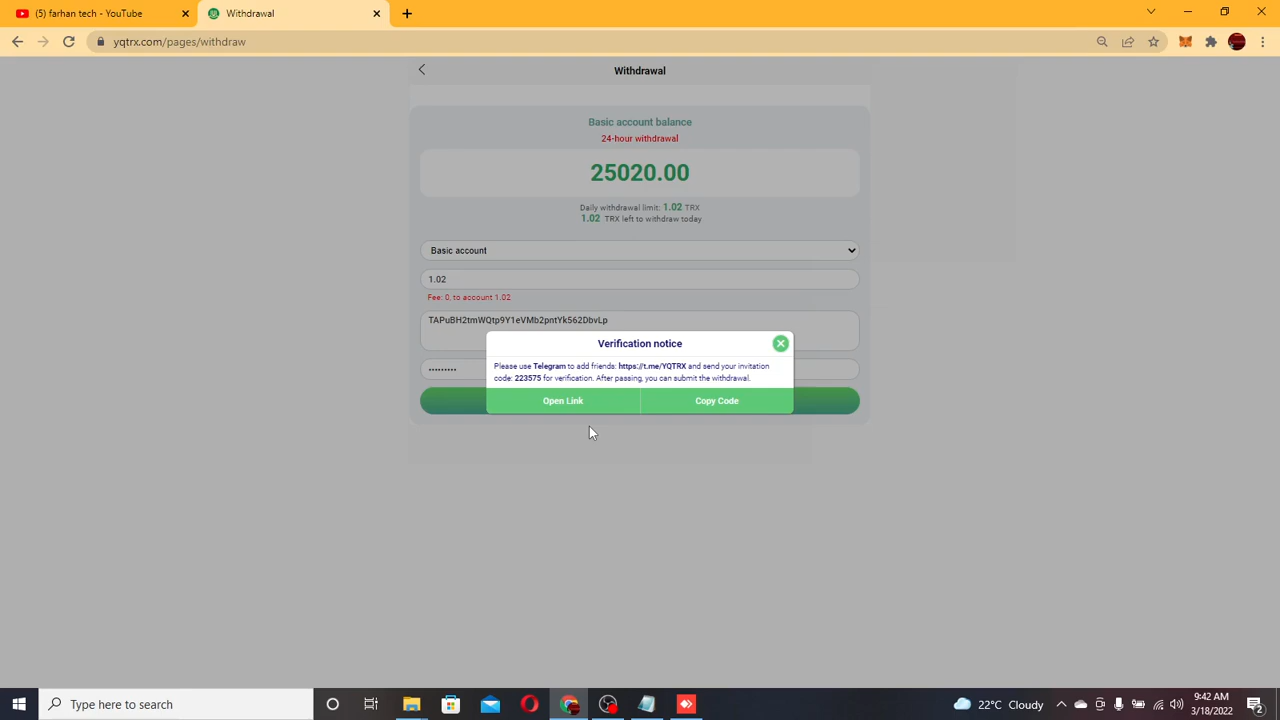 (5) farhan tech - YouTube
Withdrawal
yqtrx.com/pages/withdraw
Withdrawal
Basic account balance
24-hour withdrawal
25020.00
Daily withdrawal limit: 1.02 TRX
1.02 TRX left to withdraw today
Basic account
1.02
Fee: 0, to account 1.02
TAPuBH2tmWQtp9Y1eVMb2pntYk562DbvLp
Verification notice
Please use Telegram to add friends: https://t.me/YQTRX and send your invitation
code: 223575 for verification. After passing, you can submit the withdrawal.
Open Link
Copy Code
Type here to search
22°C Cloudy
9:42 AM
3/18/2022
2